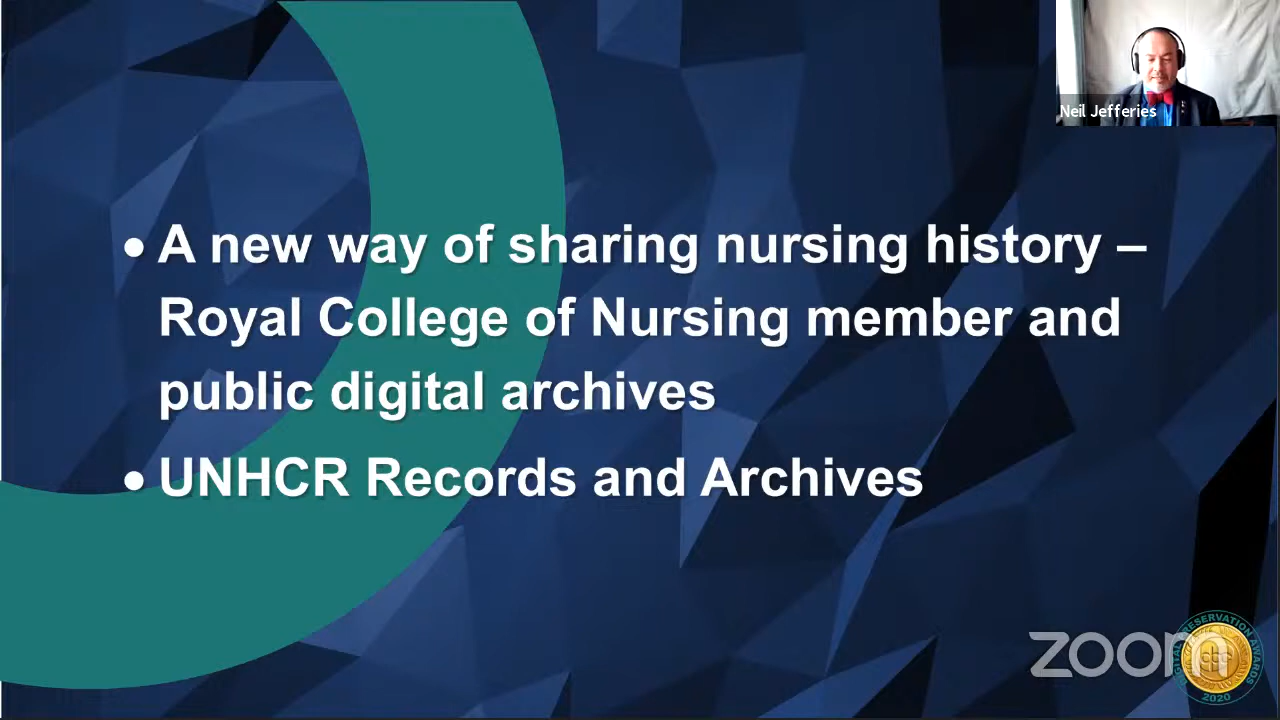 Neil Jefferies
• A new way of sharing nursing history –
Royal College of Nursing member and
public digital archives
• UNHCR Records and Archives
zoom
2020